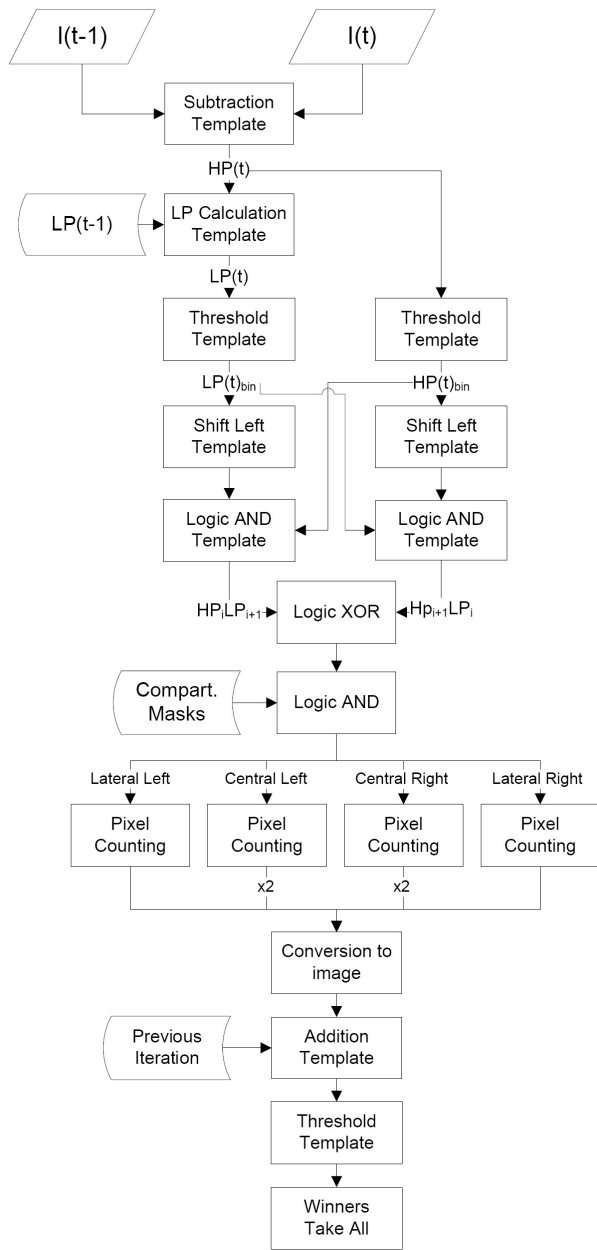 I(t-1)
I(t)
Subtraction
Template
HP(t)
LP(t-1)
LP Calculation
Template
LP(t)
Threshold
Template
Threshold
Template
LP(t)bin
HP(t)bin
Shift Left
Template
Shift Left
Template
Logic AND
Template
Logic AND
Template
HPiLPi+1
Logic XOR
Hpi+1LPi
Compart.
Masks
Logic AND
Lateral Left
Central Left
Central Right
Lateral Right
Pixel
Counting
Pixel
Counting
Pixel
Counting
Pixel
Counting
x2
x2
Conversion to
image
Previous
Iteration
Addition
Template
Threshold
Template
Winners
Take All